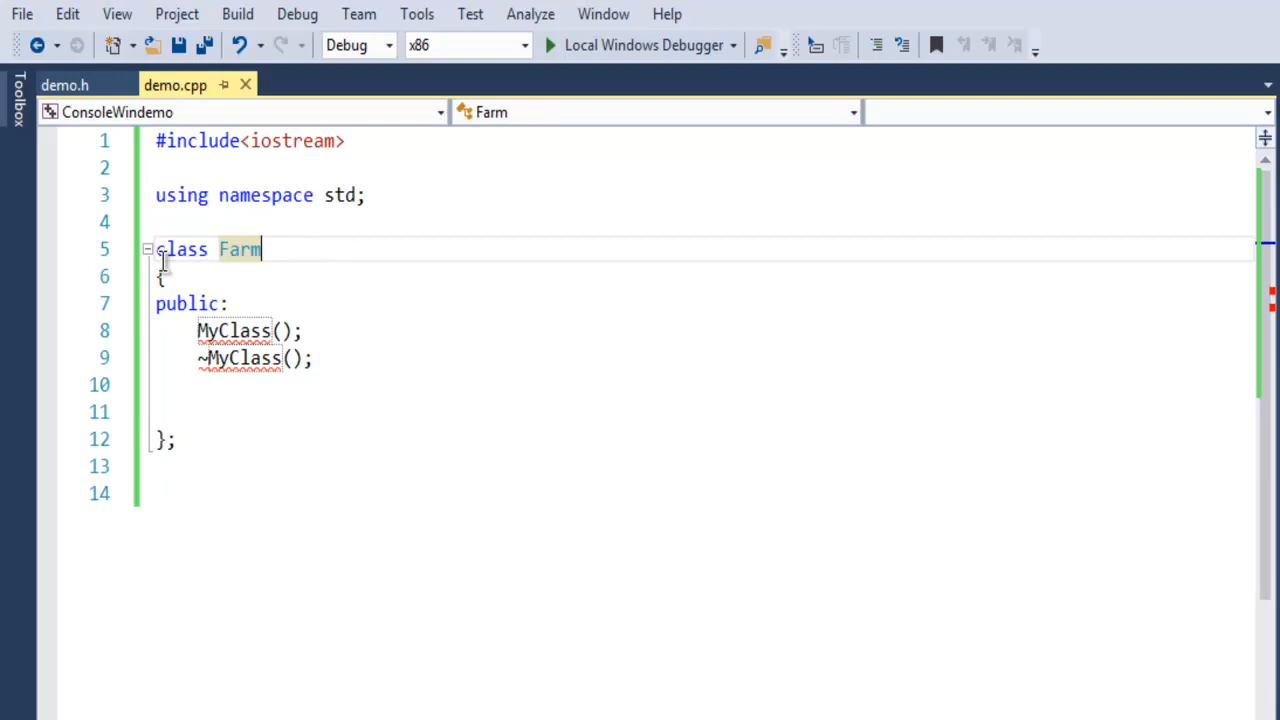 File Edit View Project Build Debug Team Tools Test Analyze Window Help
Debug x86 Local Windows Debugger
Toolbox
demo.h demo.cpp
ConsoleWindemo Farm
1 #include<iostream>
2
3 using namespace std;
4
5 class Farm
6 {
7 public:
8 MyClass();
9 ~MyClass();
10
11
12 };
13
14